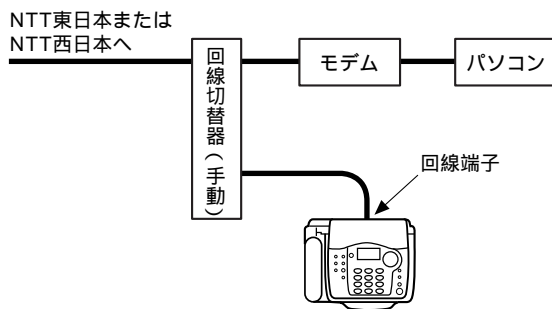 NTT東日本または
NTT西日本へ
回線切替器（手動）
モデム
パソコン
回線端子